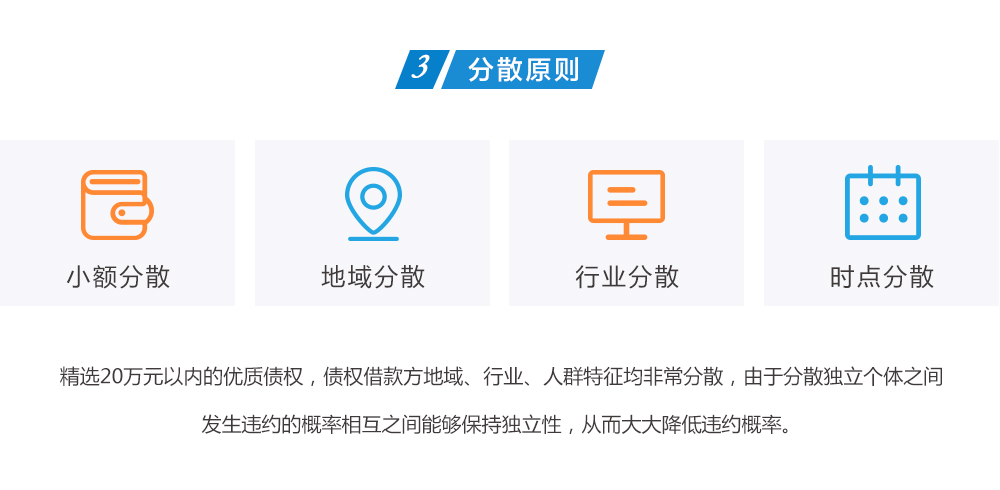 3 分散原则
小额分散 地域分散 行业分散 时点分散
精选20万元以内的优质债权，债权借款方地域、行业、人群特征均非常分散，由于分散独立个体之间
发生违约的概率相互之间能够保持独立性，从而大大降低违约概率。